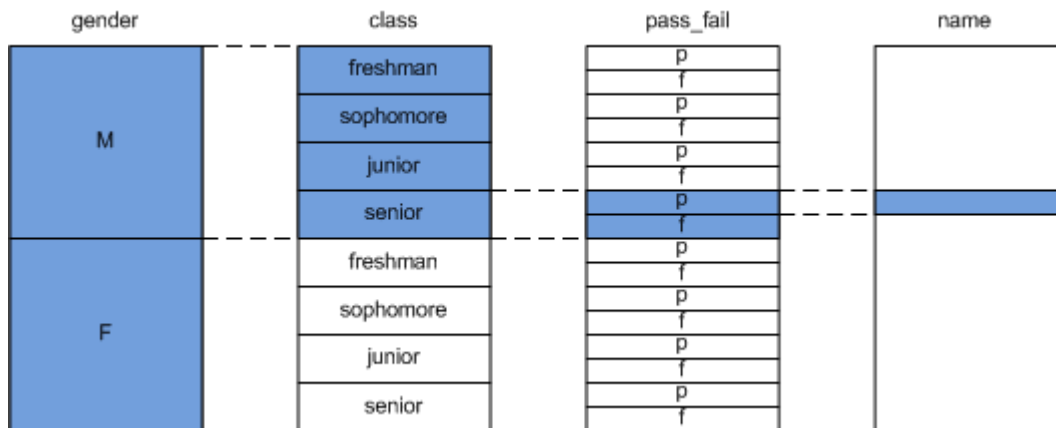 gender class pass_fail name
M
F
freshman
sophomore
junior
senior
freshman
sophomore
junior
senior
p
f
p
f
p
f
p
f
p
f
p
f
p
f
p
f